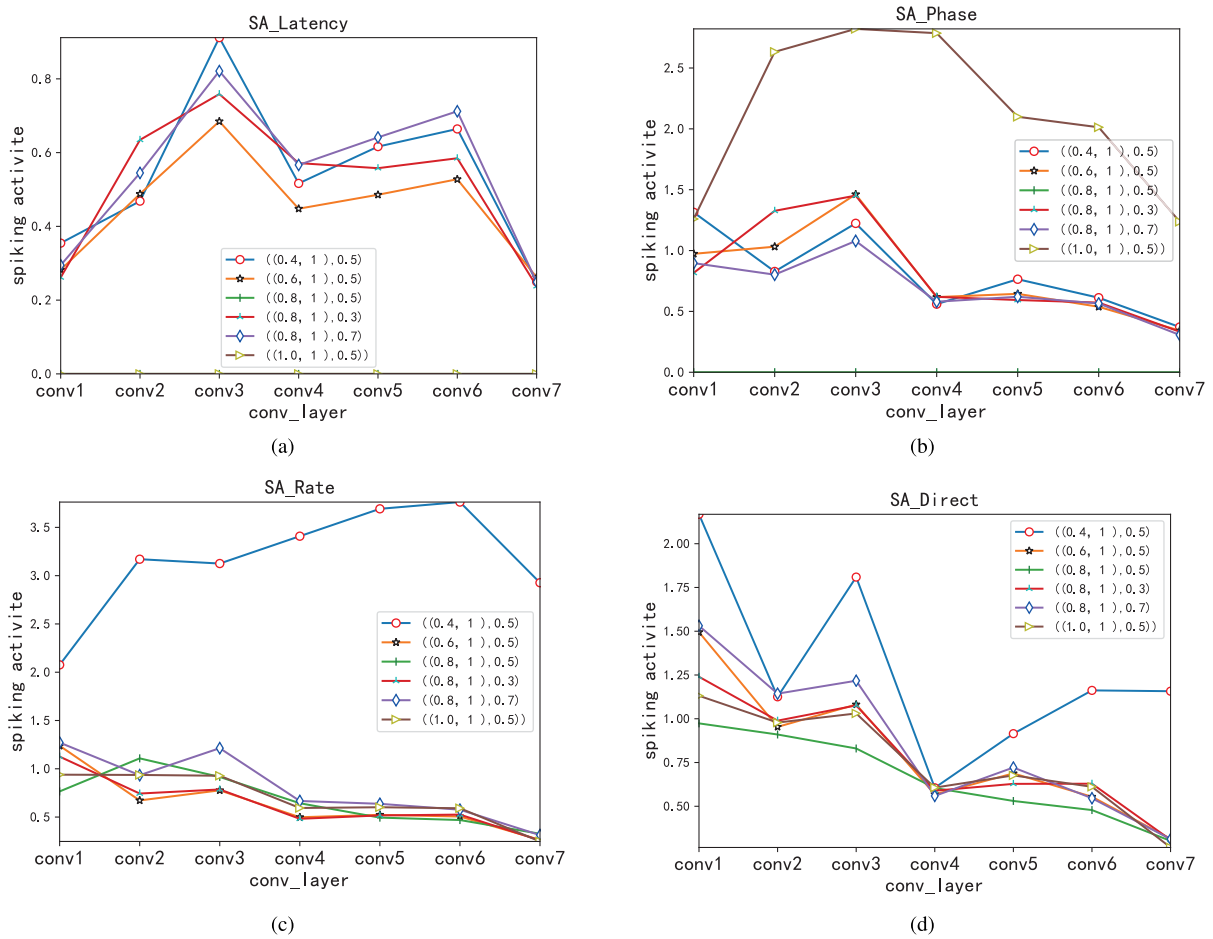 SA_Latency
spiking activite
0.8
0.6
0.4
0.2
0.0
((0.4, 1 ),0.5)
((0.6, 1 ),0.5)
((0.8, 1 ),0.5)
((0.8, 1 ),0.3)
((0.8, 1 ),0.7)
((1.0, 1 ),0.5))
conv1 conv2 conv3 conv4 conv5 conv6 conv7
conv_layer
(a)
SA_Phase
spiking activite
2.5
2.0
1.5
1.0
0.5
0.0
((0.4, 1 ),0.5)
((0.6, 1 ),0.5)
((0.8, 1 ),0.5)
((0.8, 1 ),0.3)
((0.8, 1 ),0.7)
((1.0, 1 ),0.5))
conv1 conv2 conv3 conv4 conv5 conv6 conv7
conv_layer
(b)
SA_Rate
spiking activite
3.5
3.0
2.5
2.0
1.5
1.0
0.5
((0.4, 1 ),0.5)
((0.6, 1 ),0.5)
((0.8, 1 ),0.5)
((0.8, 1 ),0.3)
((0.8, 1 ),0.7)
((1.0, 1 ),0.5))
conv1 conv2 conv3 conv4 conv5 conv6 conv7
conv_layer
(c)
SA_Direct
spiking activite
2.00
1.75
1.50
1.25
1.00
0.75
0.50
((0.4, 1 ),0.5)
((0.6, 1 ),0.5)
((0.8, 1 ),0.5)
((0.8, 1 ),0.3)
((0.8, 1 ),0.7)
((1.0, 1 ),0.5))
conv1 conv2 conv3 conv4 conv5 conv6 conv7
conv_layer
(d)